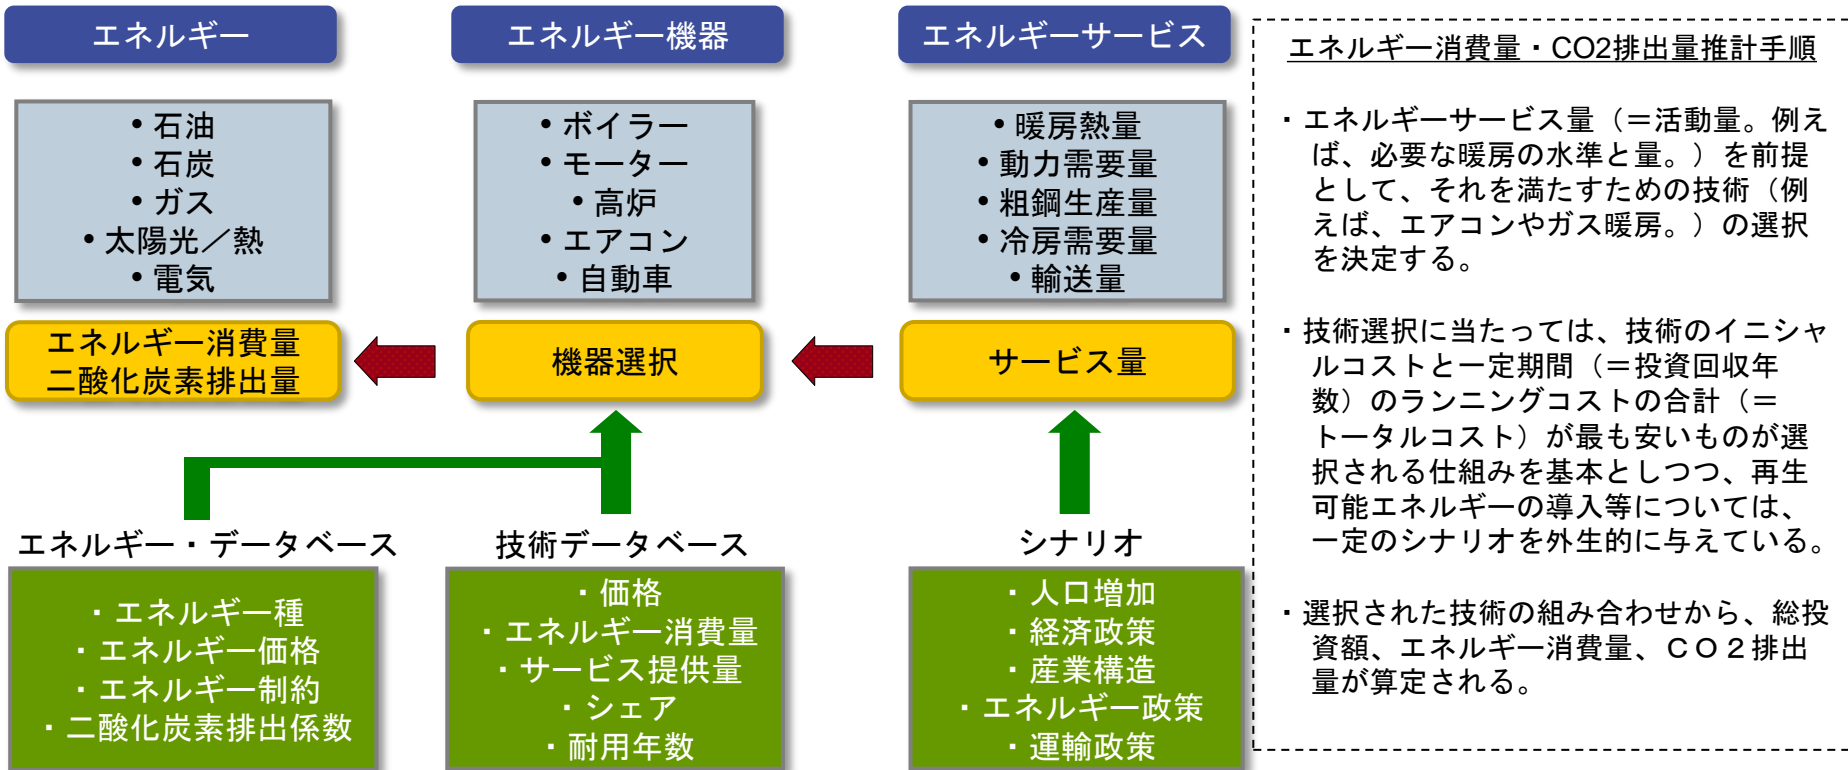 エネルギー
エネルギー機器
エネルギーサービス
• 石油
• 石炭
• ガス
• 太陽光／熱
• 電気
• ボイラー
• モーター
• 高炉
• エアコン
• 自動車
• 暖房熱量
• 動力需要量
• 粗鋼生産量
• 冷房需要量
• 輸送量
エネルギー消費量
二酸化炭素排出量
機器選択
サービス量
エネルギー・データベース
技術データベース
シナリオ
・エネルギー種
・エネルギー価格
・エネルギー制約
・二酸化炭素排出係数
・価格
・エネルギー消費量
・サービス提供量
・シェア
・耐用年数
・人口増加
・経済政策
・産業構造
・エネルギー政策
・運輸政策
エネルギー消費量・CO2排出量推計手順
・エネルギーサービス量（＝活動量。例え
ば、必要な暖房の水準と量。）を前提
として、それを満たすための技術（例
えば、エアコンやガス暖房。）の選択
を決定する。
・技術選択に当たっては、技術のイニシャ
ルコストと一定期間（＝投資回収年
数）のランニングコストの合計（＝
トータルコスト）が最も安いものが選
択される仕組みを基本としつつ、再生
可能エネルギーの導入等については、
一定のシナリオを外生的に与えている。
・選択された技術の組み合わせから、総投
資額、エネルギー消費量、ＣＯ２排出
量が算定される。